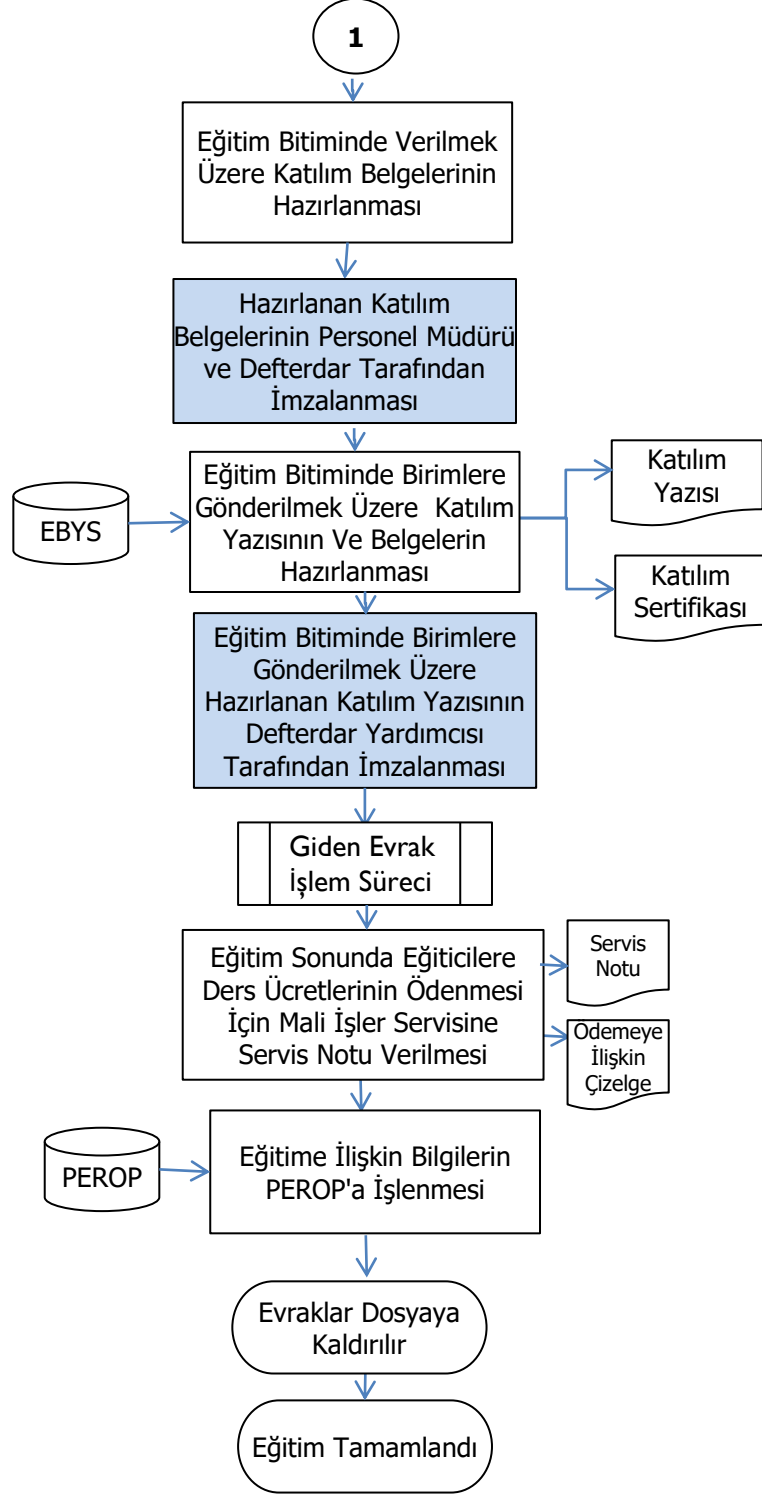 1
Eğitim Bitiminde Verilmek
Üzere Katılım Belgelerinin
Hazırlanması
Hazırlanan Katılım
Belgelerinin Personel Müdürü
ve Defterdar Tarafından
İmzalanması
EBYS
Eğitim Bitiminde Birimlere
Gönderilmek Üzere Katılım
Yazısının Ve Belgelerin
Hazırlanması
Katılım
Yazısı
Katılım
Sertifikası
Eğitim Bitiminde Birimlere
Gönderilmek Üzere
Hazırlanan Katılım Yazısının
Defterdar Yardımcısı
Tarafından İmzalanması
Giden Evrak
İşlem Süreci
Eğitim Sonunda Eğiticilere
Ders Ücretlerinin Ödenmesi
İçin Mali İşler Servisine
Servis Notu Verilmesi
Servis
Notu
Ödemeye
İlişkin
Çizelge
PEROP
Eğitime İlişkin Bilgilerin
PEROP'a İşlenmesi
Evraklar Dosyaya
Kaldırılır
Eğitim Tamamlandı